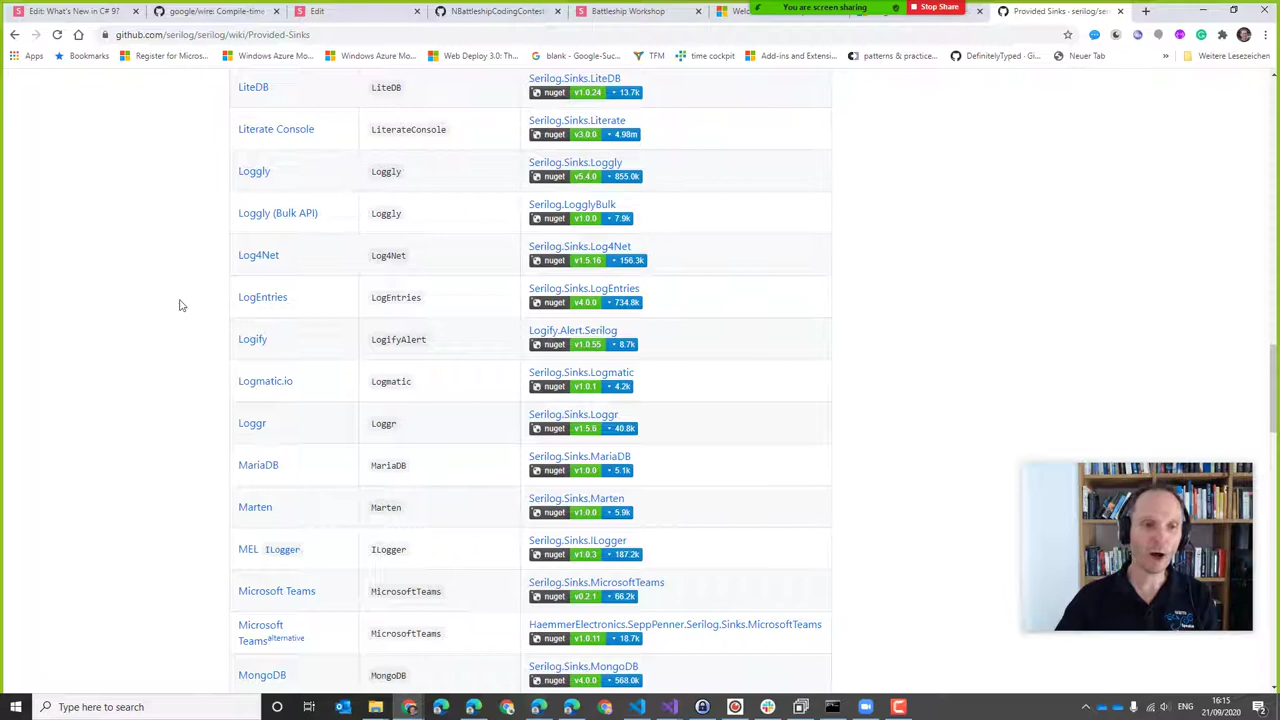 Edit: What's New in C# 9?
google/wire: Compile-time
Edit
NBattleshipCodingContest
Battleship Workshop
You are screen sharing
Stop Share
Provided Sinks · serilog/se
github.com/serilog/serilog/wiki/Provided-Sinks
Apps
Bookmarks
Register for Micros...
Windows Azure Mo...
Windows Azure Mo...
Web Deploy 3.0: The...
blank - Google-Suc...
TFM
time cockpit
Add-ins and Extensi...
patterns & practice...
DefinitelyTyped · Gi...
Neuer Tab
»
Weitere Lesezeichen
Serilog.Sinks.LiteDB
LiteDB LiteDB
nuget v1.0.24 13.7k
Serilog.Sinks.Literate
Literate Console LiterateConsole
nuget v3.0.0 4.98m
Serilog.Sinks.Loggly
Loggly Loggly
nuget v5.4.0 855.0k
Serilog.LogglyBulk
Loggly (Bulk API) Loggly
nuget v1.0.0 7.9k
Serilog.Sinks.Log4Net
Log4Net Log4Net
nuget v1.5.16 156.3k
Serilog.Sinks.LogEntries
LogEntries LogEntries
nuget v4.0.0 734.8k
Logify.Alert.Serilog
Logify LogifyAlert
nuget v1.0.55 8.7k
Serilog.Sinks.Logmatic
Logmatic.io Logmatic
nuget v1.0.1 4.2k
Serilog.Sinks.Loggr
Loggr Loggr
nuget v1.5.6 40.8k
Serilog.Sinks.MariaDB
MariaDB MariaDB
nuget v1.0.0 5.1k
Serilog.Sinks.Marten
Marten Marten
nuget v1.0.0 5.9k
Serilog.Sinks.ILogger
MEL ILogger ILogger
nuget v1.0.3 187.2k
Serilog.Sinks.MicrosoftTeams
Microsoft Teams MicrosoftTeams
nuget v0.2.1 66.2k
Microsoft
Teams alternative
MicrosoftTeams
HaemmerElectronics.SeppPenner.Serilog.Sinks.MicrosoftTeams
nuget v1.0.11 18.7k
Serilog.Sinks.MongoDB
MongoDB MongoDB
nuget v4.0.0 568.0k
Type here to search
ENG
16:15
21/09/2020